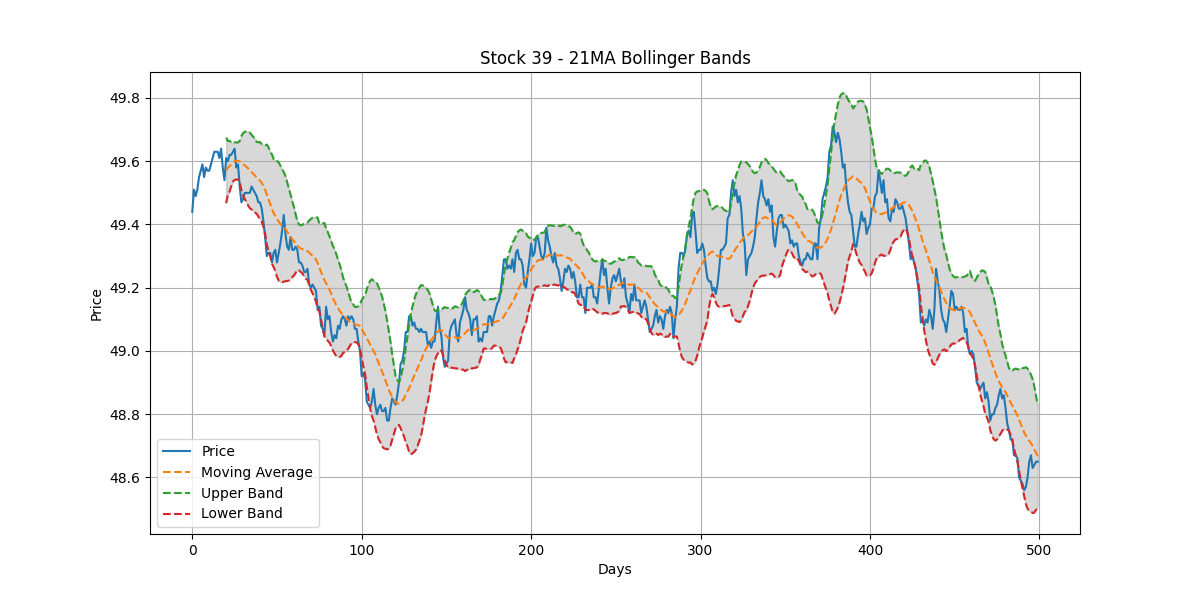 Stock 39 - 21MA Bollinger Bands
Price
49.8
49.6
49.4
49.2
49.0
48.8
48.6
Price
Moving Average
Upper Band
Lower Band
0 100 200 300 400 500
Days